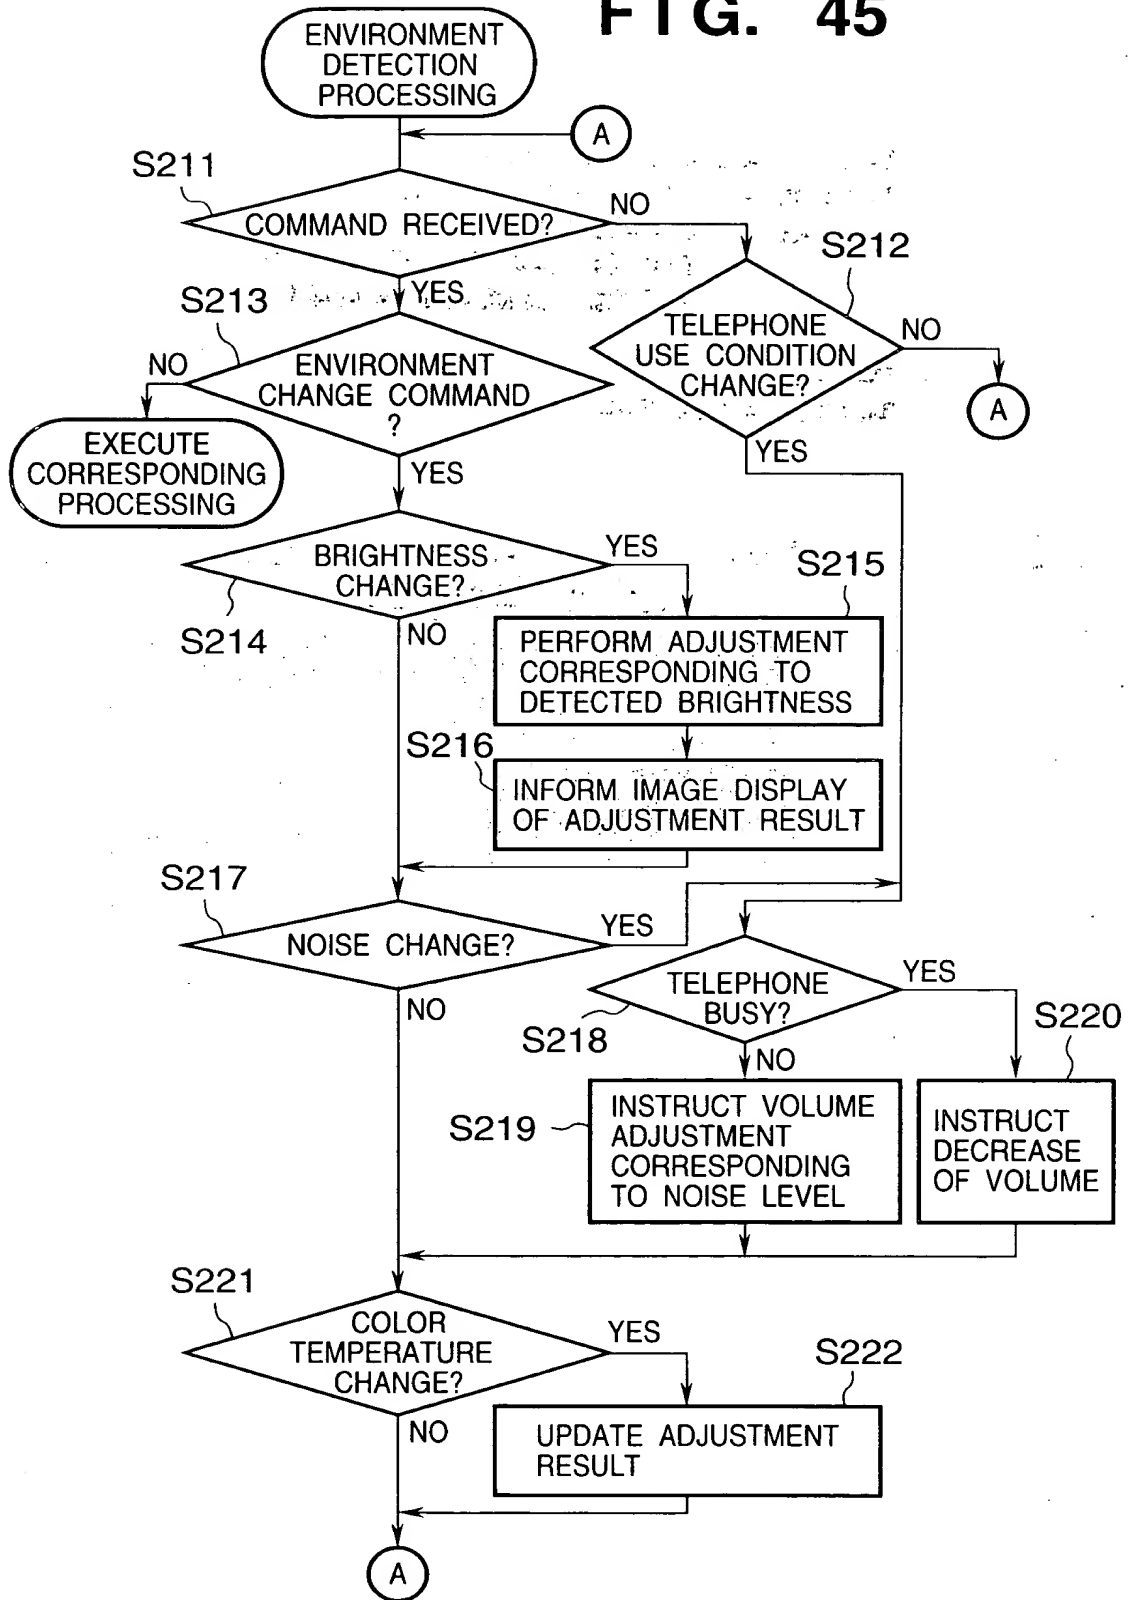 FIG. 45
ENVIRONMENT
DETECTION
PROCESSING
A
S211
COMMAND RECEIVED?
NO
YES
S212
TELEPHONE
USE CONDITION
CHANGE?
NO
A
YES
S213
ENVIRONMENT
CHANGE COMMAND
?
NO
EXECUTE
CORRESPONDING
PROCESSING
YES
S214
BRIGHTNESS
CHANGE?
YES
NO
S215
PERFORM ADJUSTMENT
CORRESPONDING TO
DETECTED BRIGHTNESS
S216
INFORM IMAGE DISPLAY
OF ADJUSTMENT RESULT
S217
NOISE CHANGE?
YES
NO
S218
TELEPHONE
BUSY?
YES
NO
S219
INSTRUCT VOLUME
ADJUSTMENT
CORRESPONDING
TO NOISE LEVEL
S220
INSTRUCT
DECREASE
OF VOLUME
S221
COLOR
TEMPERATURE
CHANGE?
YES
NO
S222
UPDATE ADJUSTMENT
RESULT
A